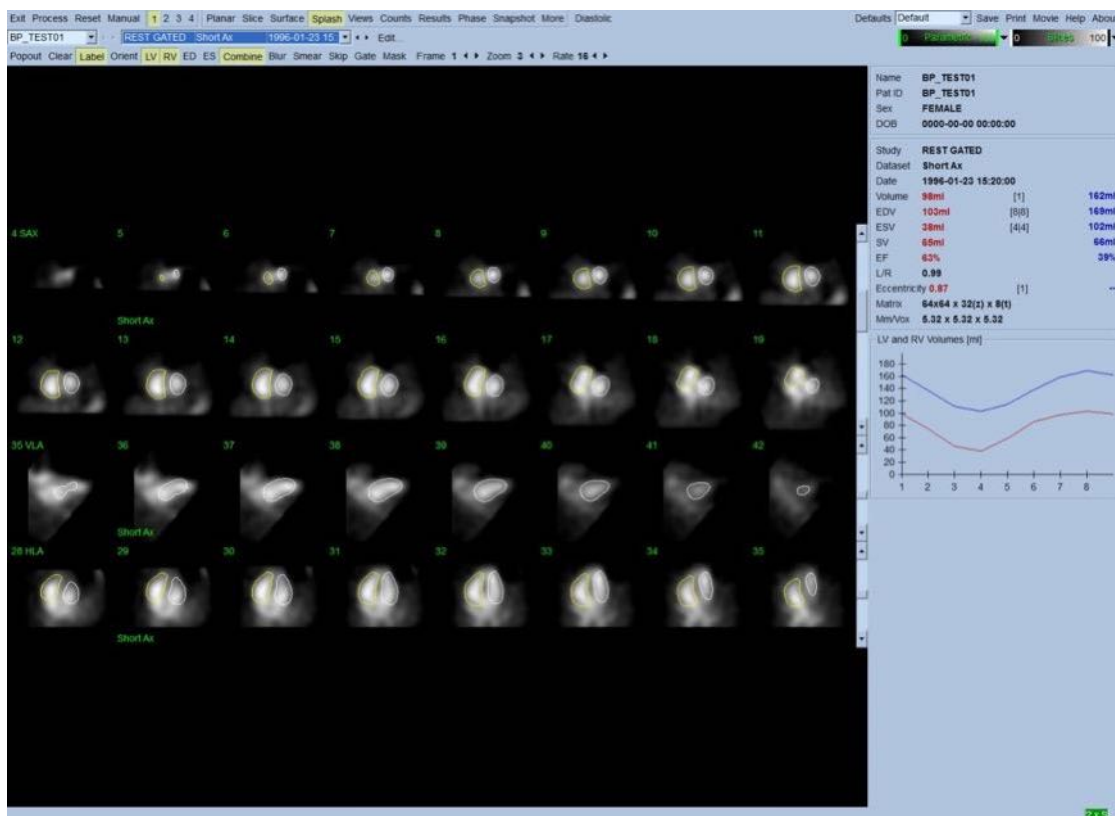 Exit Process Reset Manual 1 2 3 4 Planar Slice Surface Splash Views Counts Results Phase Snapshot More Diastolic Defaults Default Save Print Movie Help Abou
BP_TEST01 REST GATED Short Ax 1996-01-23 15: Edit... 0 Parametric 0 100
Popout Clear Label Orient LV RV ED ES Combine Blur Smear Skip Gate Mask Frame 1 Zoom 3 Rate 16
Name BP_TEST01
Pat ID BP_TEST01
Sex FEMALE
DOB 0000-00-00 00:00:00
Study REST GATED
Dataset Short Ax
Date 1996-01-23 15:20:00
Volume 98ml [1] 162ml
EDV 103ml [8|8] 169ml
ESV 38ml [4|4] 102ml
SV 65ml 66ml
EF 63% 39%
L/R 0.99
Eccentricity 0.87 [1] --
Matrix 64x64 x 32(z) x 8(t)
Mm/Vox 5.32 x 5.32 x 5.32
LV and RV Volumes [ml]
180
160
140
120
100
80
60
40
20
0
1 2 3 4 5 6 7 8
4 SAX 5 6 7 8 9 10 11
Short Ax
12 13 14 15 16 17 18 19
35 VLA 36 37 38 39 40 41 42
Short Ax
28 HLA 29 30 31 32 33 34 35
Short Ax